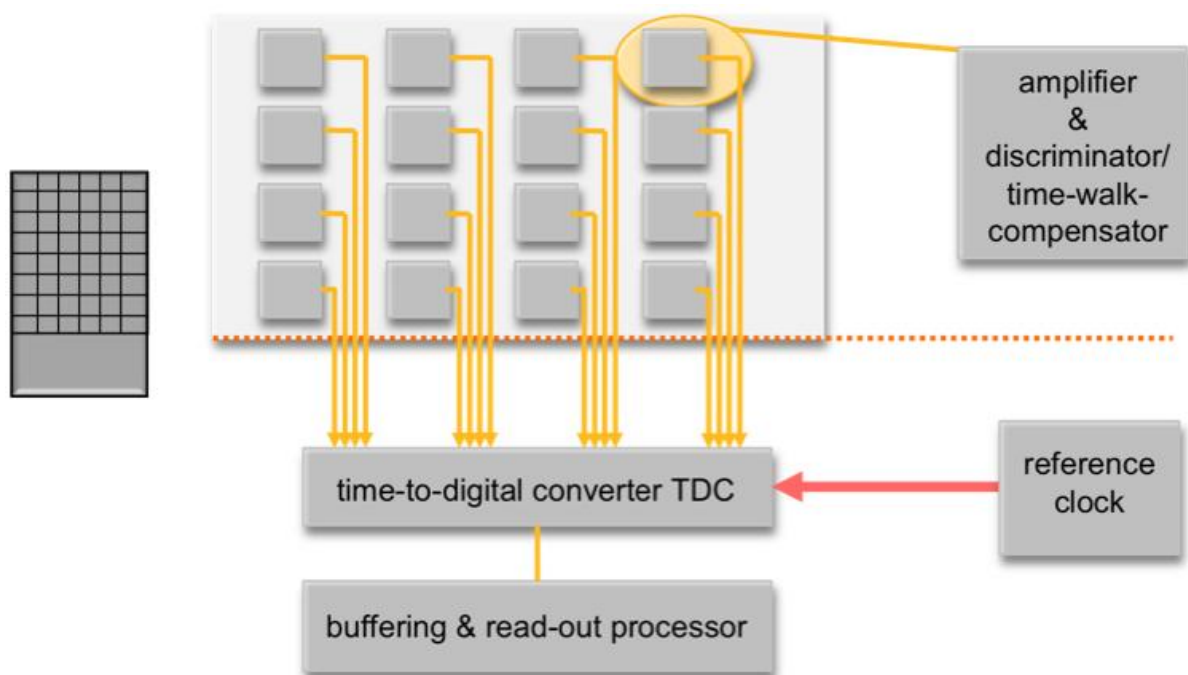 amplifier
&
discriminator/
time-walk-
compensator
time-to-digital converter TDC
reference
clock
buffering & read-out processor